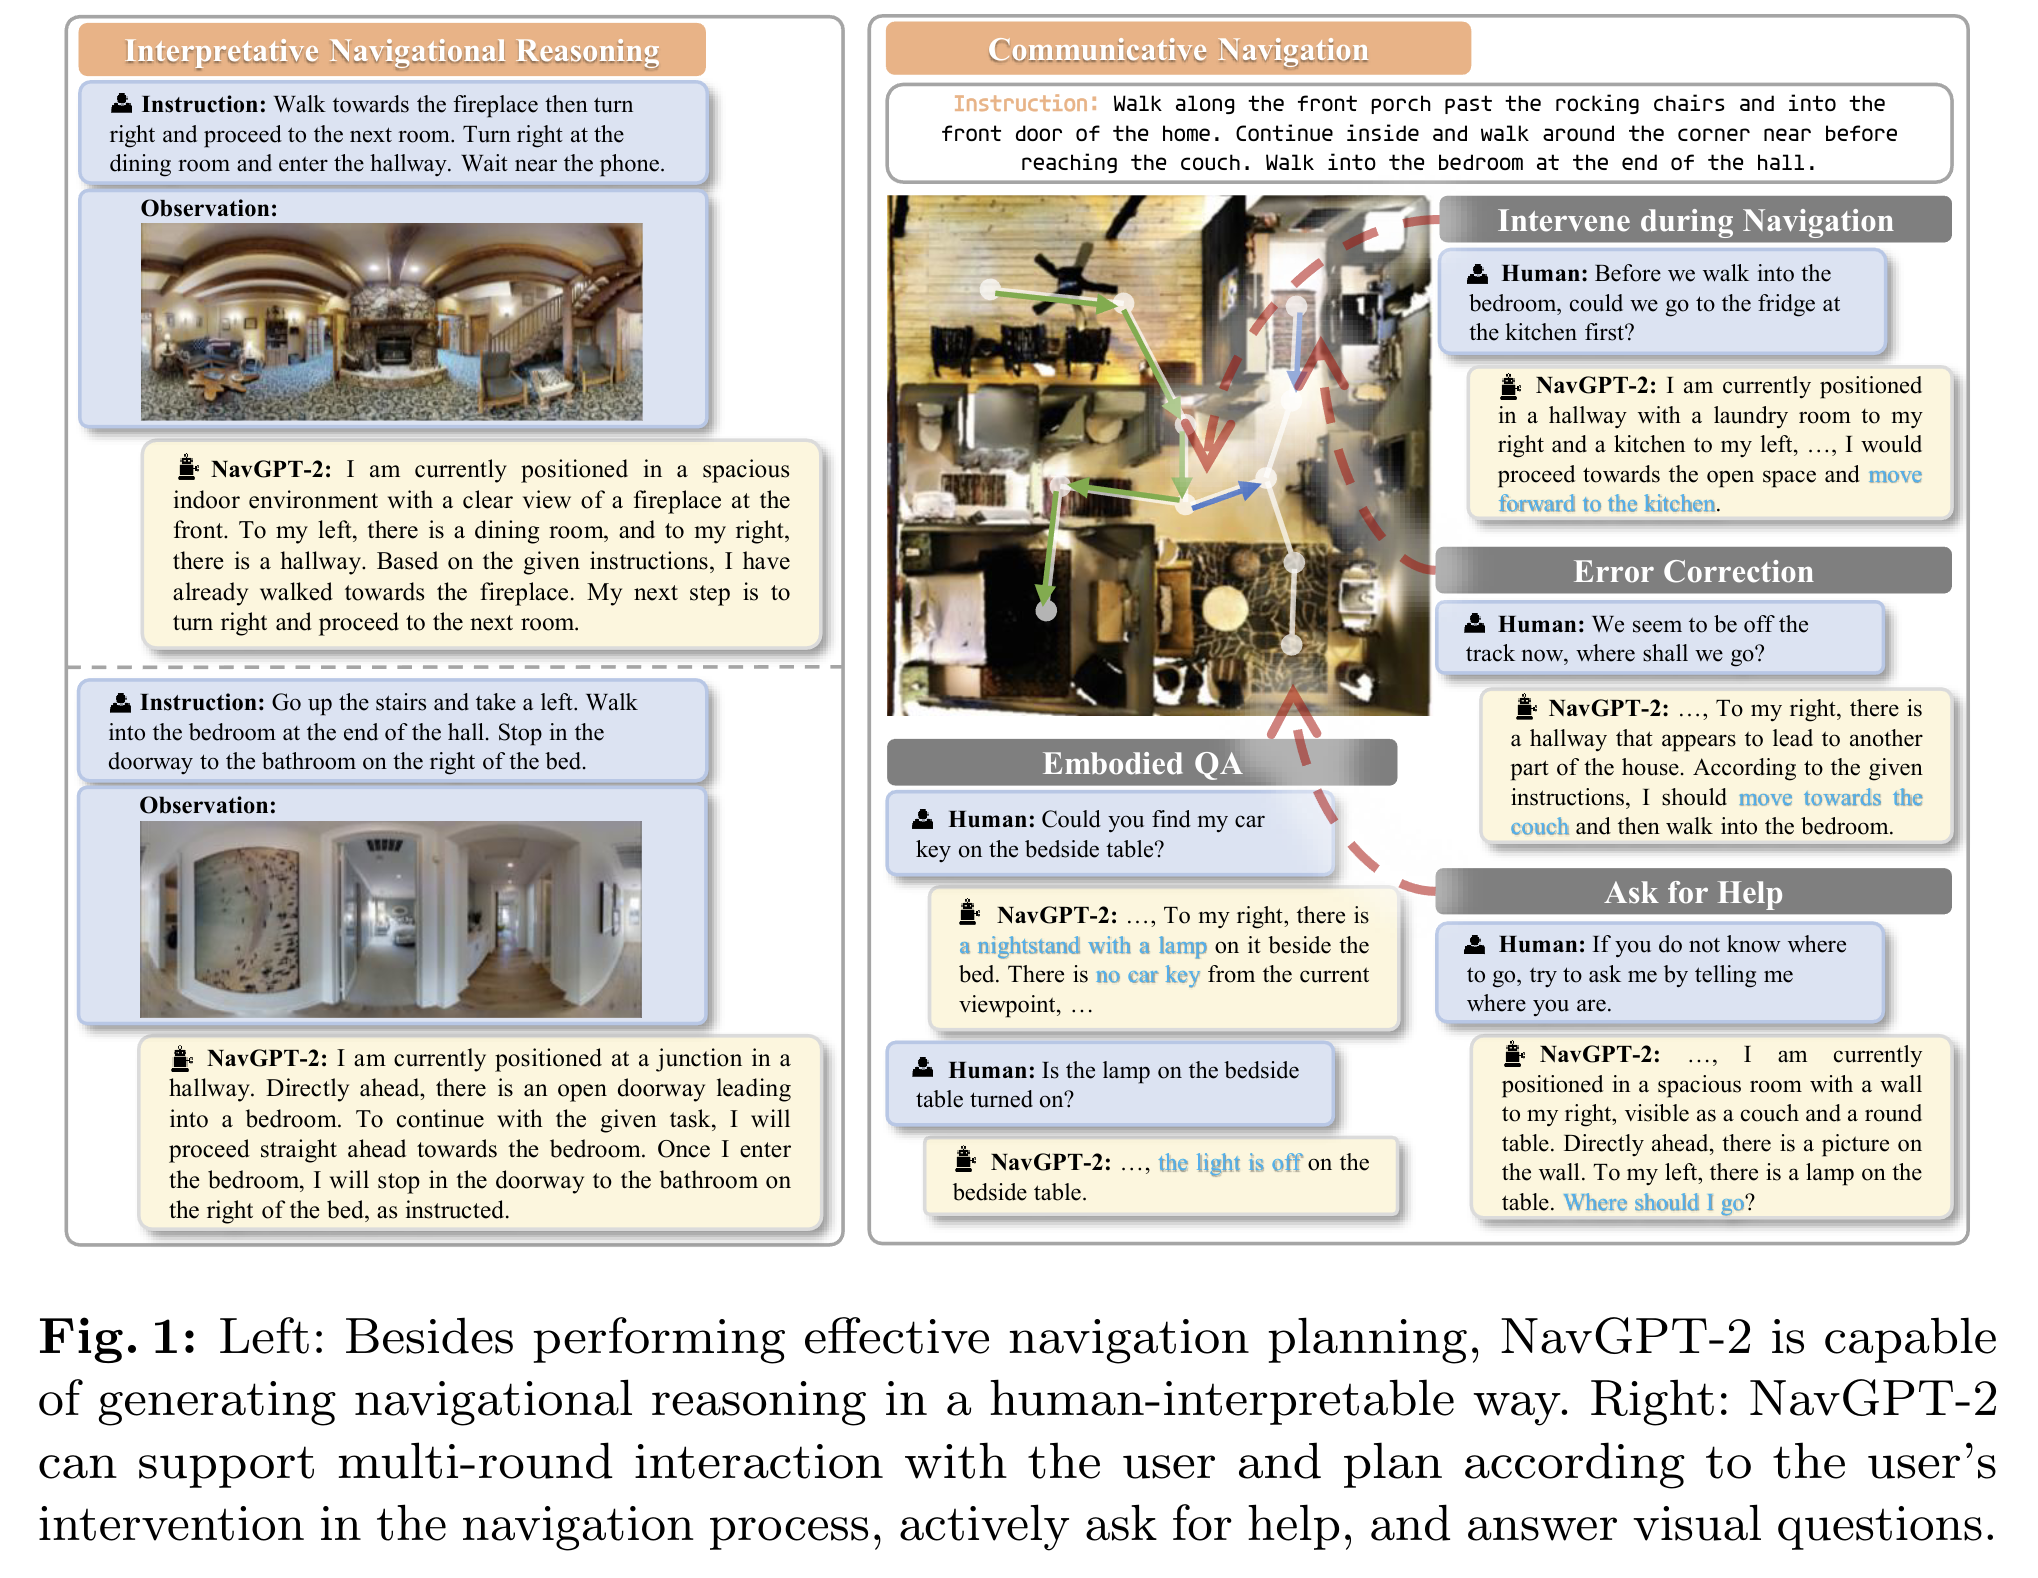 Interpretative Navigational Reasoning
Instruction: Walk towards the fireplace then turn
right and proceed to the next room. Turn right at the
dining room and enter the hallway. Wait near the phone.
Observation:
NavGPT-2: I am currently positioned in a spacious
indoor environment with a clear view of a fireplace at the
front. To my left, there is a dining room, and to my right,
there is a hallway. Based on the given instructions, I have
already walked towards the fireplace. My next step is to
turn right and proceed to the next room.
Instruction: Go up the stairs and take a left. Walk
into the bedroom at the end of the hall. Stop in the
doorway to the bathroom on the right of the bed.
Observation:
NavGPT-2: I am currently positioned at a junction in a
hallway. Directly ahead, there is an open doorway leading
into a bedroom. To continue with the given task, I will
proceed straight ahead towards the bedroom. Once I enter
the bedroom, I will stop in the doorway to the bathroom on
the right of the bed, as instructed.
Communicative Navigation
Instruction: Walk along the front porch past the rocking chairs and into the
front door of the home. Continue inside and walk around the corner near before
reaching the couch. Walk into the bedroom at the end of the hall.
Embodied QA
Human: Could you find my car
key on the bedside table?
NavGPT-2: …, To my right, there is
a nightstand with a lamp on it beside the
bed. There is no car key from the current
viewpoint, …
Human: Is the lamp on the bedside
table turned on?
NavGPT-2: …, the light is off on the
bedside table.
Intervene during Navigation
Human: Before we walk into the
bedroom, could we go to the fridge at
the kitchen first?
NavGPT-2: I am currently positioned
in a hallway with a laundry room to my
right and a kitchen to my left, …, I would
proceed towards the open space and move
forward to the kitchen.
Error Correction
Human: We seem to be off the
track now, where shall we go?
NavGPT-2: …, To my right, there is
a hallway that appears to lead to another
part of the house. According to the given
instructions, I should move towards the
couch and then walk into the bedroom.
Ask for Help
Human: If you do not know where
to go, try to ask me by telling me
where you are.
NavGPT-2: …, I am currently
positioned in a spacious room with a wall
to my right, visible as a couch and a round
table. Directly ahead, there is a picture on
the wall. To my left, there is a lamp on the
table. Where should I go?
Fig. 1: Left: Besides performing effective navigation planning, NavGPT-2 is capable
of generating navigational reasoning in a human-interpretable way. Right: NavGPT-2
can support multi-round interaction with the user and plan according to the user's
intervention in the navigation process, actively ask for help, and answer visual questions.